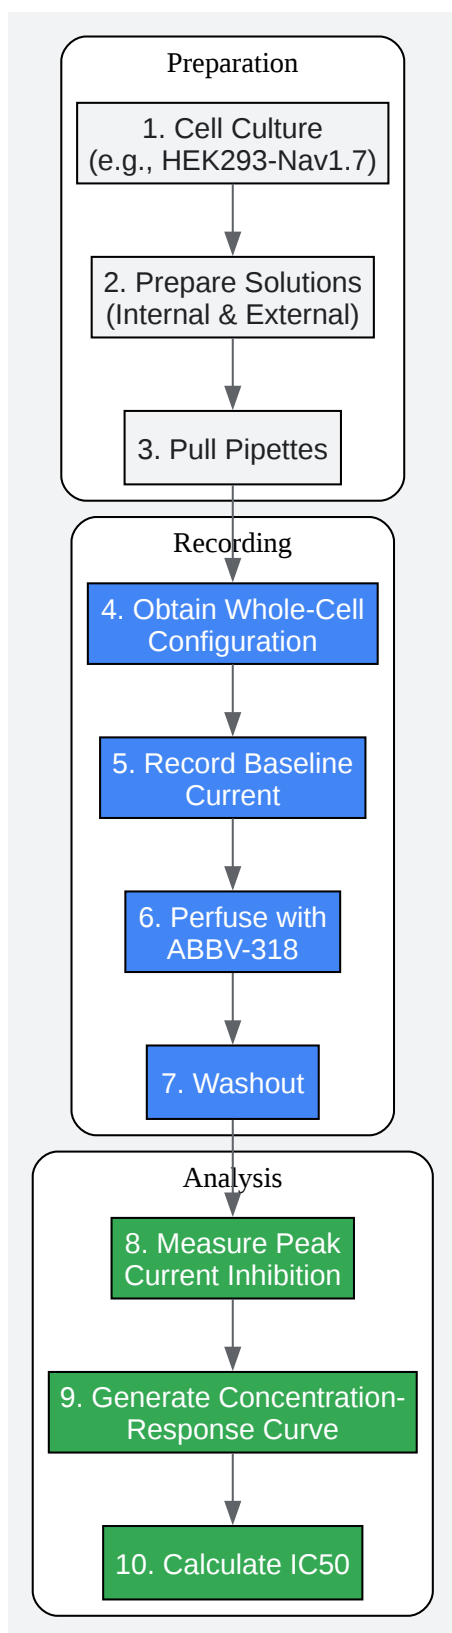 Preparation
1. Cell Culture
(e.g., HEK293-Nav1.7)
2. Prepare Solutions
(Internal & External)
3. Pull Pipettes
Recording
4. Obtain Whole-Cell
Configuration
5. Record Baseline
Current
6. Perfuse with
ABBV-318
7. Washout
Analysis
8. Measure Peak
Current Inhibition
9. Generate Concentration-
Response Curve
10. Calculate IC50